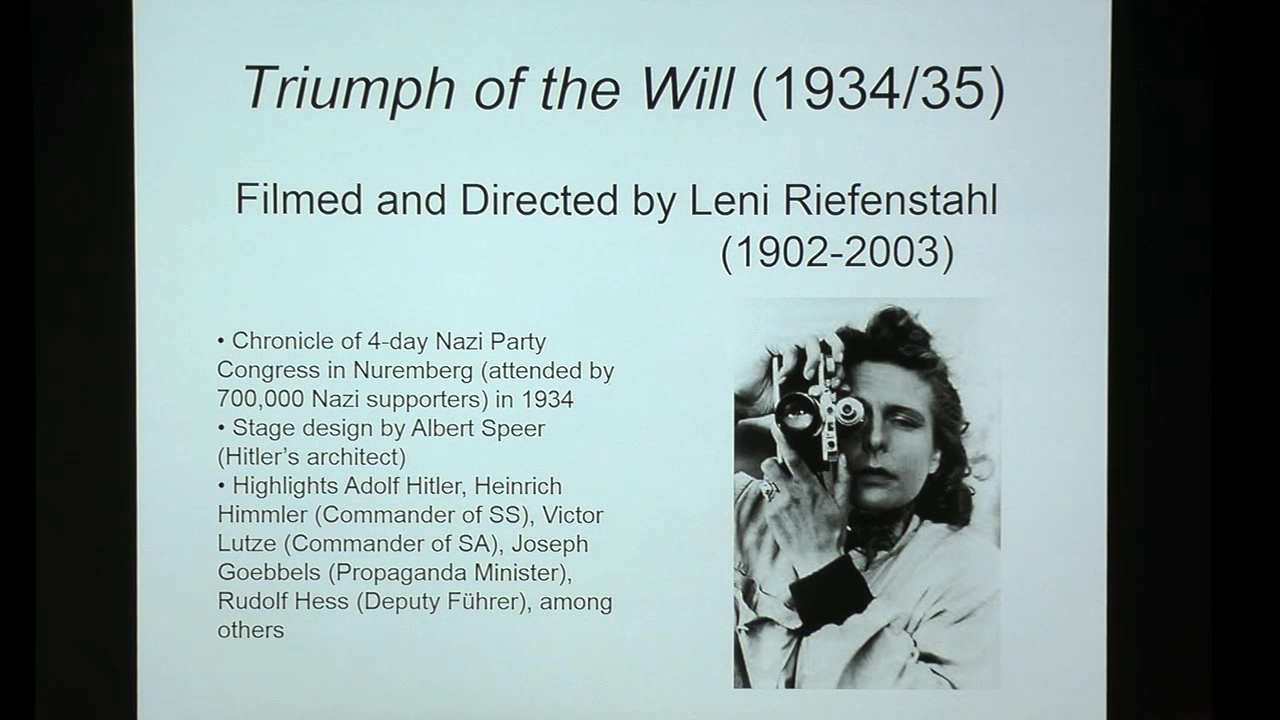 Triumph of the Will (1934/35)
Filmed and Directed by Leni Riefenstahl
(1902-2003)
• Chronicle of 4-day Nazi Party
Congress in Nuremberg (attended by
700,000 Nazi supporters) in 1934
• Stage design by Albert Speer
(Hitler's architect)
• Highlights Adolf Hitler, Heinrich
Himmler (Commander of SS), Victor
Lutze (Commander of SA), Joseph
Goebbels (Propaganda Minister),
Rudolf Hess (Deputy Führer), among
others